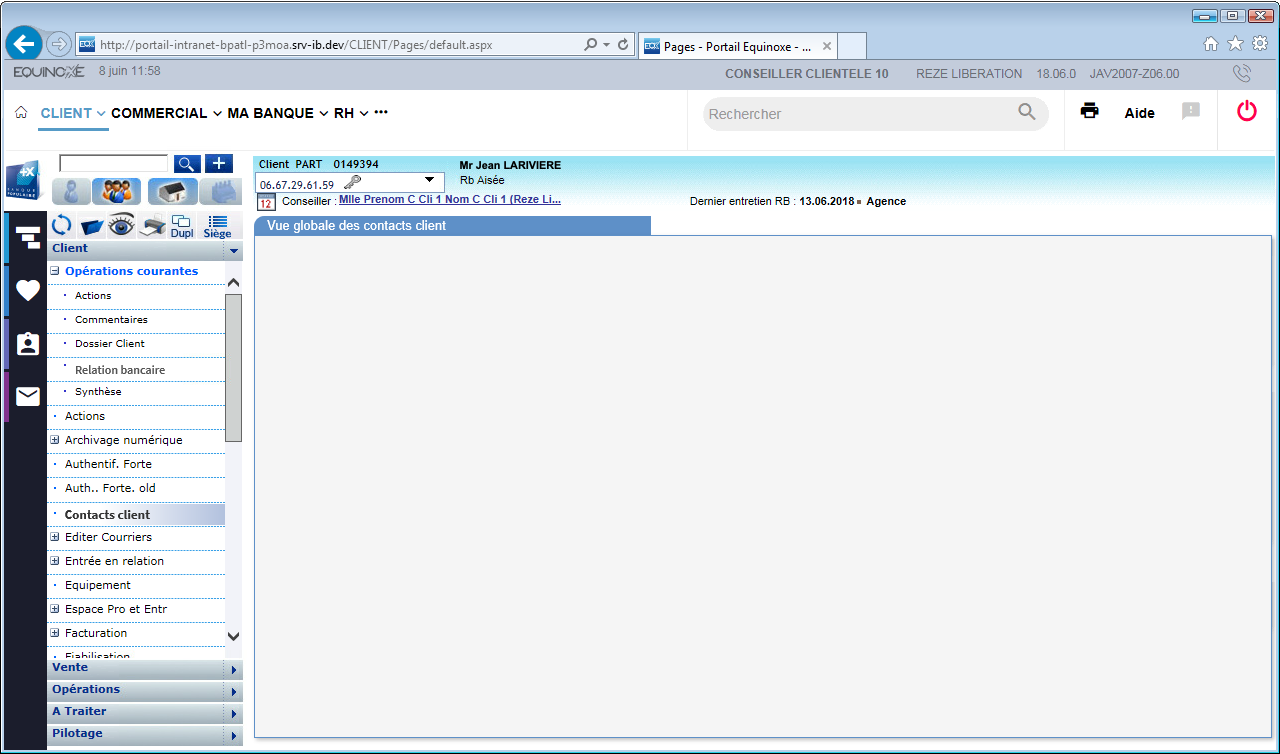 http://portail-intranet-bpatl-p3moa.srv-ib.dev/CLIENT/Pages/default.aspx
Pages - Portail Equinoxe - ...
EQUINOXE 8 juin 11:58
CONSEILLER CLIENTELE 10 REZE LIBERATION 18.06.0 JAV2007-Z06.00
CLIENT COMMERCIAL MA BANQUE RH ···
Rechercher
Aide
BANQUE POPULAIRE
Client PART 0149394
Mr Jean LARIVIERE
06.67.29.61.59
Rb Aisée
12 Conseiller : Mlle Prenom C Cli 1 Nom C Cli 1 (Reze Li...
Dernier entretien RB : 13.06.2018 Agence
Vue globale des contacts client
Dupl
Siège
Client
Opérations courantes
Actions
Commentaires
Dossier Client
Relation bancaire
Synthèse
Actions
Archivage numérique
Authentif. Forte
Auth.. Forte. old
Contacts client
Editer Courriers
Entrée en relation
Equipement
Espace Pro et Entr
Facturation
Fiabilisation
Vente
Opérations
A Traiter
Pilotage